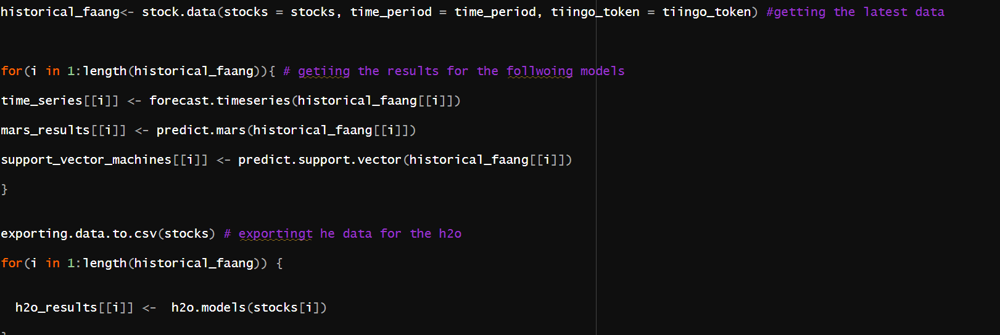 historical_faang<- stock.data(stocks = stocks, time_period = time_period, tiingo_token = tiingo_token) #getting the latest data
for(i in 1:length(historical_faang)){ # getiing the results for the follwoing models
time_series[[i]] <- forecast.timeseries(historical_faang[[i]])
mars_results[[i]] <- predict.mars(historical_faang[[i]])
support_vector_machines[[i]] <- predict.support.vector(historical_faang[[i]])
}
exporting.data.to.csv(stocks) # exportingt he data for the h2o
for(i in 1:length(historical_faang)) {
h2o_results[[i]] <-  h2o.models(stocks[i])
}